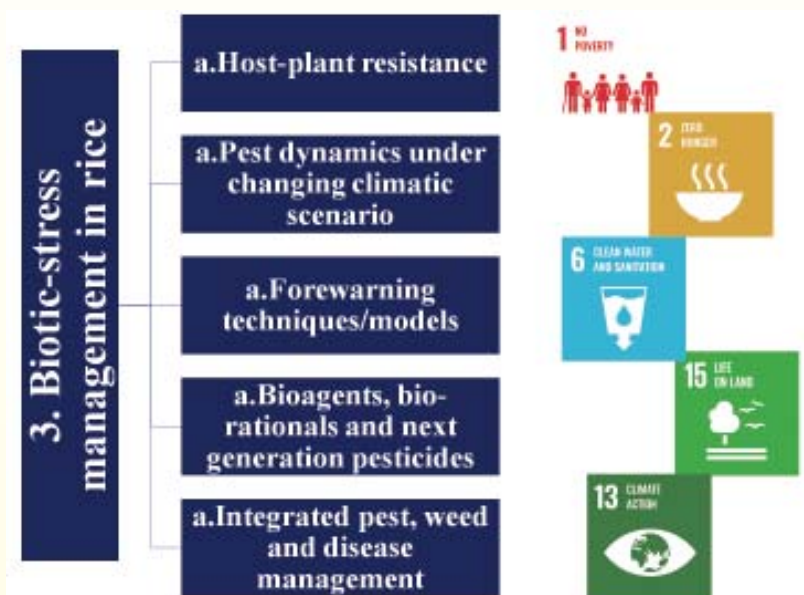 3. Biotic-stress
management in rice
a.Host-plant resistance
a.Pest dynamics under
changing climatic
scenario
a.Forewarning
techniques/models
a.Bioagents, bio-
rationals and next
generation pesticides
a.Integrated pest, weed
and disease
management
1 NO
POVERTY
2 ZERO
HUNGER
6 CLEAN WATER
AND SANITATION
15 LIFE
ON LAND
13 CLIMATE
ACTION